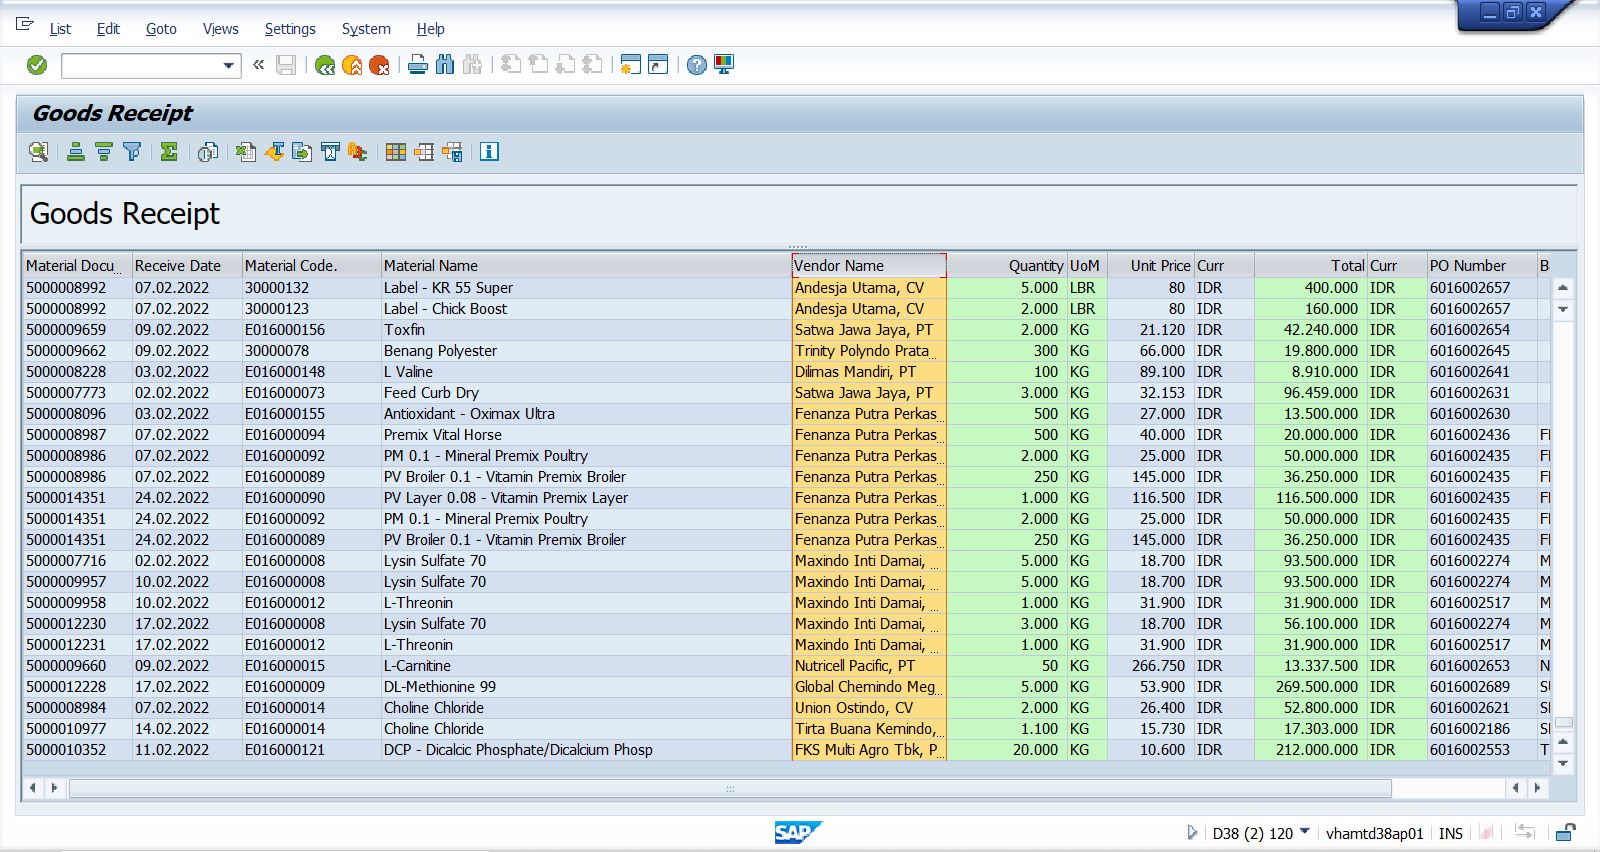 List Edit Goto Views Settings System Help
Goods Receipt
Goods Receipt
Material Docu... Receive Date Material Code. Material Name Vendor Name Quantity UoM Unit Price Curr Total Curr PO Number B
5000008992 07.02.2022 30000132 Label - KR 55 Super Andesja Utama, CV 5.000 LBR 80 IDR 400.000 IDR 6016002657
5000008992 07.02.2022 30000123 Label - Chick Boost Andesja Utama, CV 2.000 LBR 80 IDR 160.000 IDR 6016002657
5000009659 09.02.2022 E016000156 Toxfin Satwa Jawa Jaya, PT 2.000 KG 21.120 IDR 42.240.000 IDR 6016002654
5000009662 09.02.2022 30000078 Benang Polyester Trinity Polyndo Prata... 300 KG 66.000 IDR 19.800.000 IDR 6016002645
5000008228 03.02.2022 E016000148 L Valine Dilmas Mandiri, PT 100 KG 89.100 IDR 8.910.000 IDR 6016002641
5000007773 02.02.2022 E016000073 Feed Curb Dry Satwa Jawa Jaya, PT 3.000 KG 32.153 IDR 96.459.000 IDR 6016002631
5000008096 03.02.2022 E016000155 Antioxidant - Oximax Ultra Fenanza Putra Perkas... 500 KG 27.000 IDR 13.500.000 IDR 6016002630
5000008987 07.02.2022 E016000094 Premix Vital Horse Fenanza Putra Perkas... 500 KG 40.000 IDR 20.000.000 IDR 6016002436
5000008986 07.02.2022 E016000092 PM 0.1 - Mineral Premix Poultry Fenanza Putra Perkas... 2.000 KG 25.000 IDR 50.000.000 IDR 6016002435
5000008986 07.02.2022 E016000089 PV Broiler 0.1 - Vitamin Premix Broiler Fenanza Putra Perkas... 250 KG 145.000 IDR 36.250.000 IDR 6016002435
5000014351 24.02.2022 E016000090 PV Layer 0.08 - Vitamin Premix Layer Fenanza Putra Perkas... 1.000 KG 116.500 IDR 116.500.000 IDR 6016002435
5000014351 24.02.2022 E016000092 PM 0.1 - Mineral Premix Poultry Fenanza Putra Perkas... 2.000 KG 25.000 IDR 50.000.000 IDR 6016002435
5000014351 24.02.2022 E016000089 PV Broiler 0.1 - Vitamin Premix Broiler Fenanza Putra Perkas... 250 KG 145.000 IDR 36.250.000 IDR 6016002435
5000007716 02.02.2022 E016000008 Lysin Sulfate 70 Maxindo Inti Damai, ... 5.000 KG 18.700 IDR 93.500.000 IDR 6016002274 M
5000009957 10.02.2022 E016000008 Lysin Sulfate 70 Maxindo Inti Damai, ... 5.000 KG 18.700 IDR 93.500.000 IDR 6016002274 M
5000009958 10.02.2022 E016000012 L-Threonin Maxindo Inti Damai, ... 1.000 KG 31.900 IDR 31.900.000 IDR 6016002517 M
5000012230 17.02.2022 E016000008 Lysin Sulfate 70 Maxindo Inti Damai, ... 3.000 KG 18.700 IDR 56.100.000 IDR 6016002274 M
5000012231 17.02.2022 E016000012 L-Threonin Maxindo Inti Damai, ... 1.000 KG 31.900 IDR 31.900.000 IDR 6016002517 M
5000009660 09.02.2022 E016000015 L-Carnitine Nutricell Pacific, PT 50 KG 266.750 IDR 13.337.500 IDR 6016002653 N
5000012228 17.02.2022 E016000009 DL-Methionine 99 Global Chemindo Meg... 5.000 KG 53.900 IDR 269.500.000 IDR 6016002689
5000008984 07.02.2022 E016000014 Choline Chloride Union Ostindo, CV 2.000 KG 26.400 IDR 52.800.000 IDR 6016002621
5000010977 14.02.2022 E016000014 Choline Chloride Tirta Buana Kemindo,... 1.100 KG 15.730 IDR 17.303.000 IDR 6016002186
5000010352 11.02.2022 E016000121 DCP - Dicalcic Phosphate/Dicalcium Phosp FKS Multi Agro Tbk, P... 20.000 KG 10.600 IDR 212.000.000 IDR 6016002553 T
SAP D38 (2) 120 vhamtd38ap01 INS